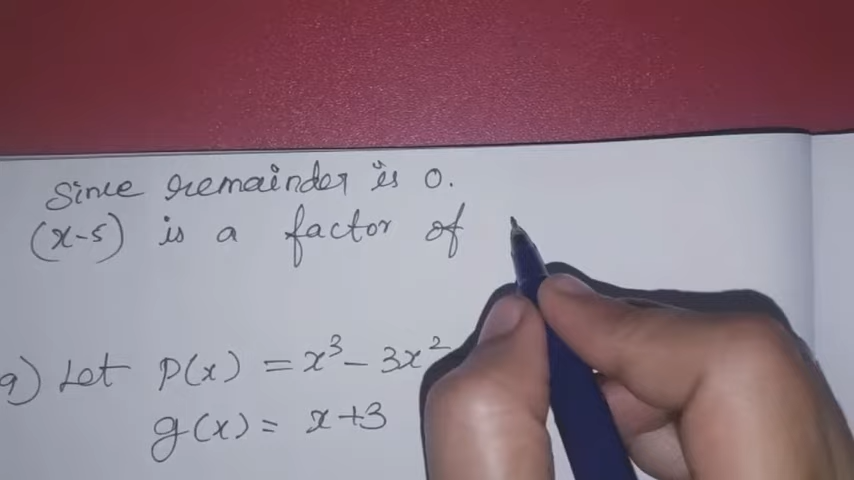 Since remainder is 0.
(x-5) is a factor of
9) Let P(x) = x³ - 3x²
g(x) = x+3